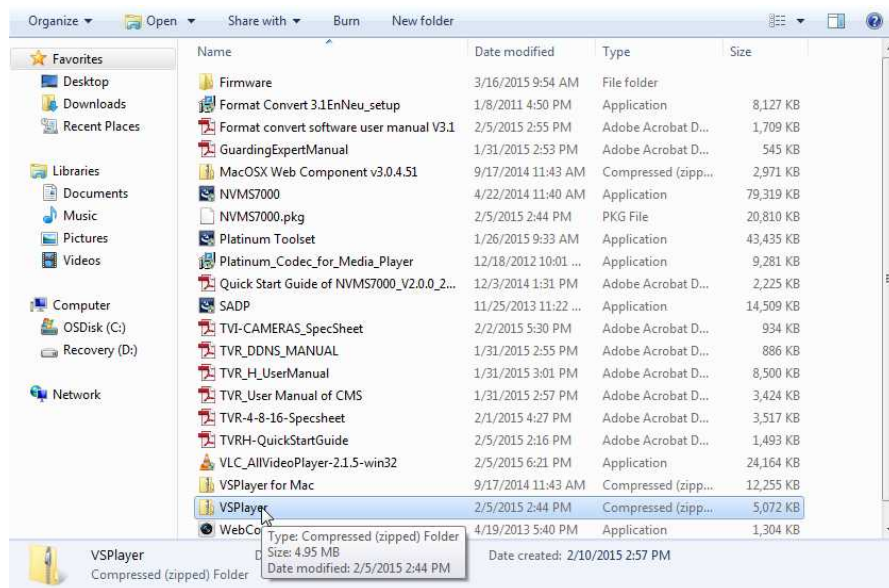 Organize Open Share with Burn New folder
Name Date modified Type Size
Favorites
Desktop
Downloads
Recent Places
Libraries
Documents
Music
Pictures
Videos
Computer
OSDisk (C:)
Recovery (D:)
Network
Firmware 3/16/2015 9:54 AM File folder
Format Convert 3.1EnNeu_setup 1/8/2011 4:50 PM Application 8,127 KB
Format convert software user manual V3.1 2/5/2015 2:55 PM Adobe Acrobat D... 1,709 KB
GuardingExpertManual 1/31/2015 2:53 PM Adobe Acrobat D... 545 KB
MacOSX Web Component v3.0.4.51 9/17/2014 11:43 AM Compressed (zipp... 2,971 KB
NVMS7000 4/22/2014 11:40 AM Application 79,319 KB
NVMS7000.pkg 2/5/2015 2:44 PM PKG File 20,810 KB
Platinum Toolset 1/26/2015 9:33 AM Application 43,435 KB
Platinum_Codec_for_Media_Player 12/18/2012 10:01 ... Application 9,281 KB
Quick Start Guide of NVMS7000_V2.0.0_2... 12/3/2014 1:31 PM Adobe Acrobat D... 2,225 KB
SADP 11/25/2013 11:22 ... Application 14,509 KB
TVI-CAMERAS_SpecSheet 2/2/2015 5:30 PM Adobe Acrobat D... 934 KB
TVR_DDNS_MANUAL 1/31/2015 2:55 PM Adobe Acrobat D... 886 KB
TVR_H_UserManual 1/31/2015 3:01 PM Adobe Acrobat D... 8,500 KB
TVR_User Manual of CMS 1/31/2015 2:57 PM Adobe Acrobat D... 3,424 KB
TVR-4-8-16-Specsheet 2/1/2015 4:27 PM Adobe Acrobat D... 3,517 KB
TVRH-QuickStartGuide 2/5/2015 2:16 PM Adobe Acrobat D... 1,493 KB
VLC_AllVideoPlayer-2.1.5-win32 2/5/2015 6:21 PM Application 24,164 KB
VSPlayer for Mac 9/17/2014 11:43 AM Compressed (zipp... 12,255 KB
VSPlayer 2/5/2015 2:44 PM Compressed (zipp... 5,072 KB
WebCo 4/19/2013 5:40 PM Application 1,304 KB
Type: Compressed (zipped) Folder
Size: 4.95 MB
Date modified: 2/5/2015 2:44 PM
VSPlayer D Date created: 2/10/2015 2:57 PM
Compressed (zipped) Folder